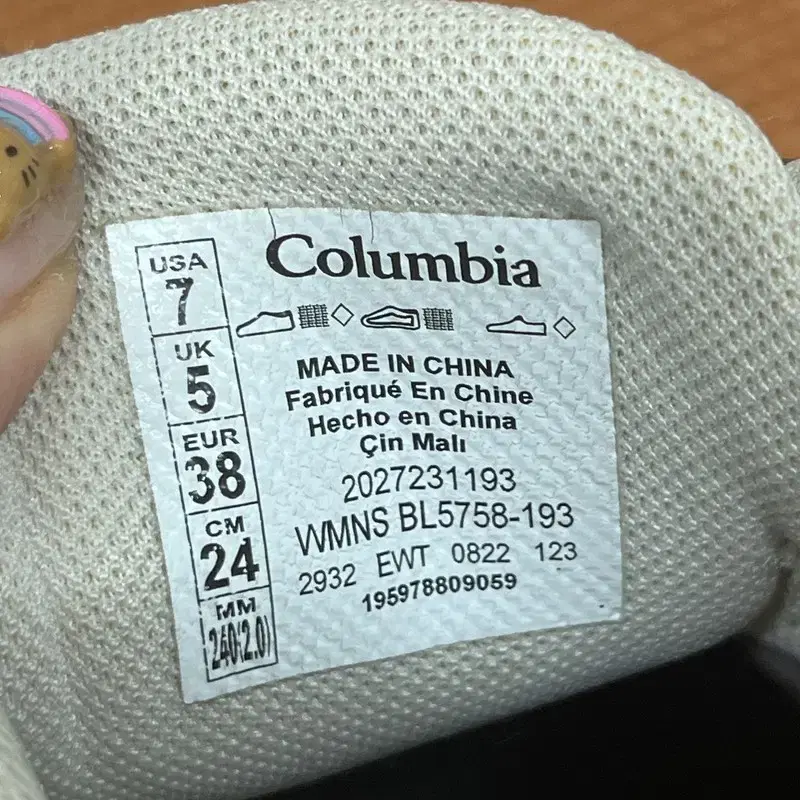 USA
7
UK
5
EUR
38
CM
24
MM
240(2.0)
Columbia
MADE IN CHINA
Fabriqué En Chine
Hecho en China
Çin Malı
2027231193
WMNS BL5758-193
2932 EWT 0822 123
195978809059